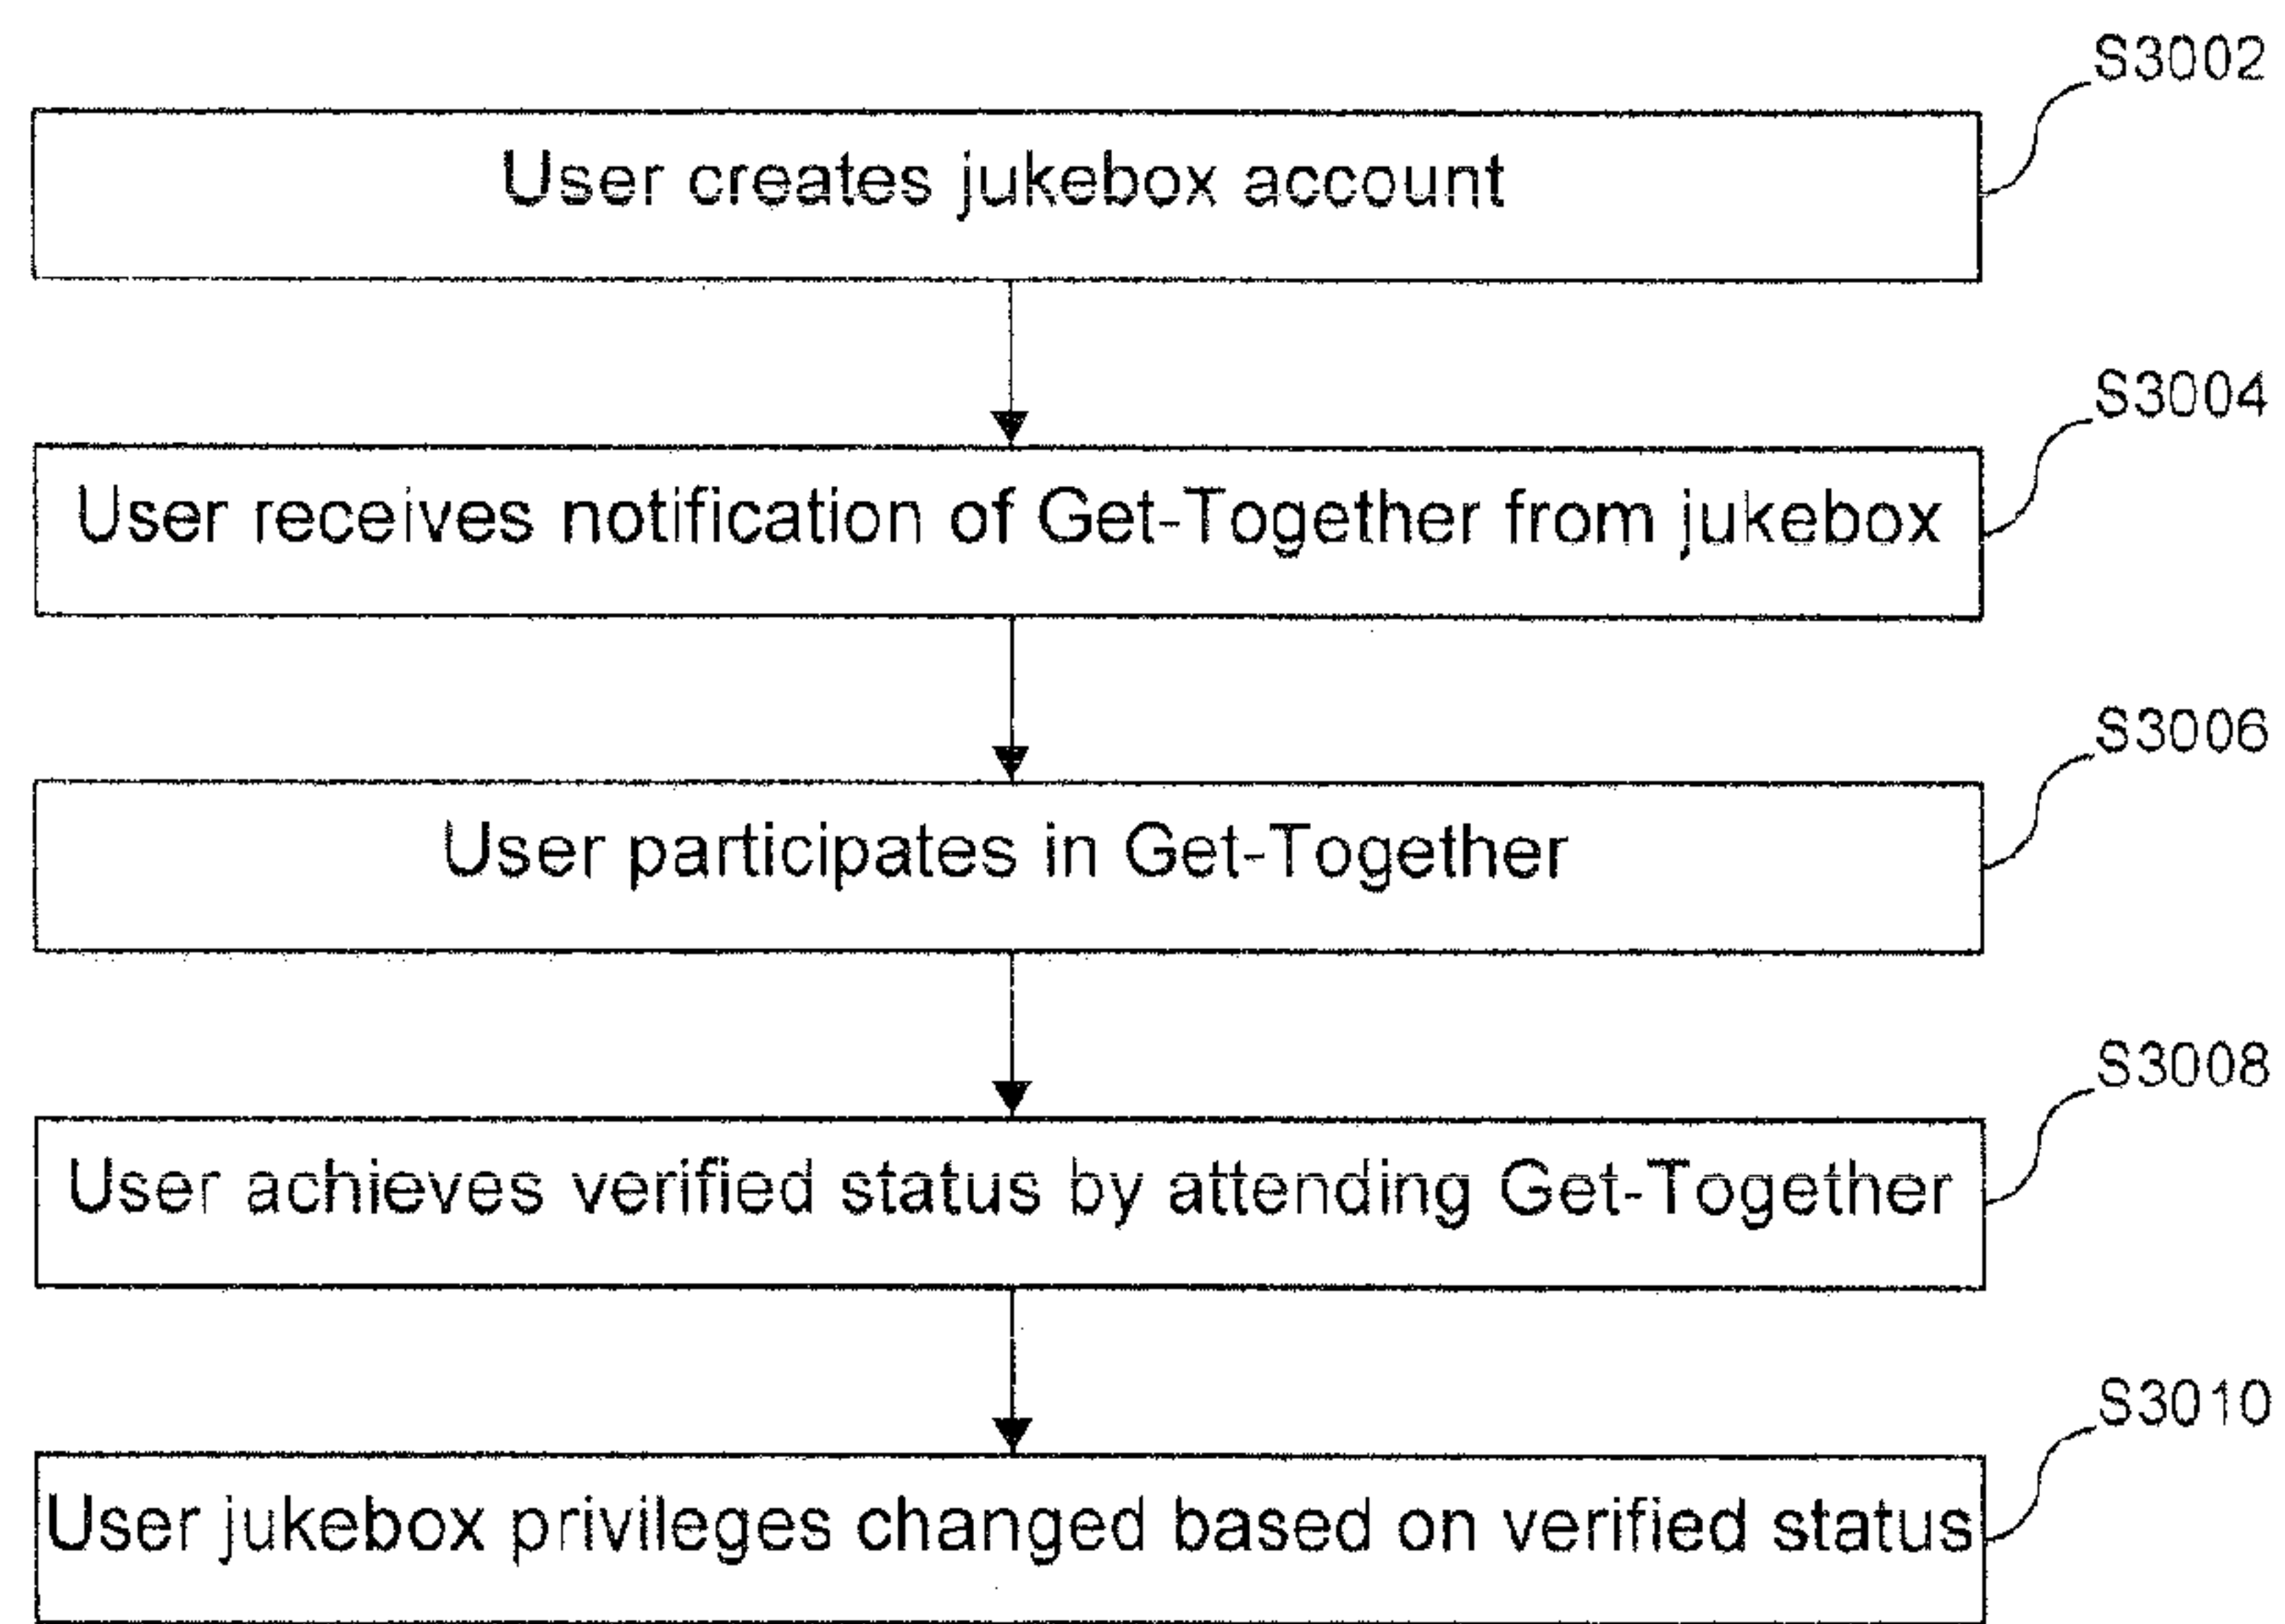 S3002
User creates jukebox account
S3004
User receives notification of Get-Together from jukebox
S3006
User participates in Get-Together
S3008
User achieves verified status by attending Get-Together
S3010
User jukebox privileges changed based on verified status